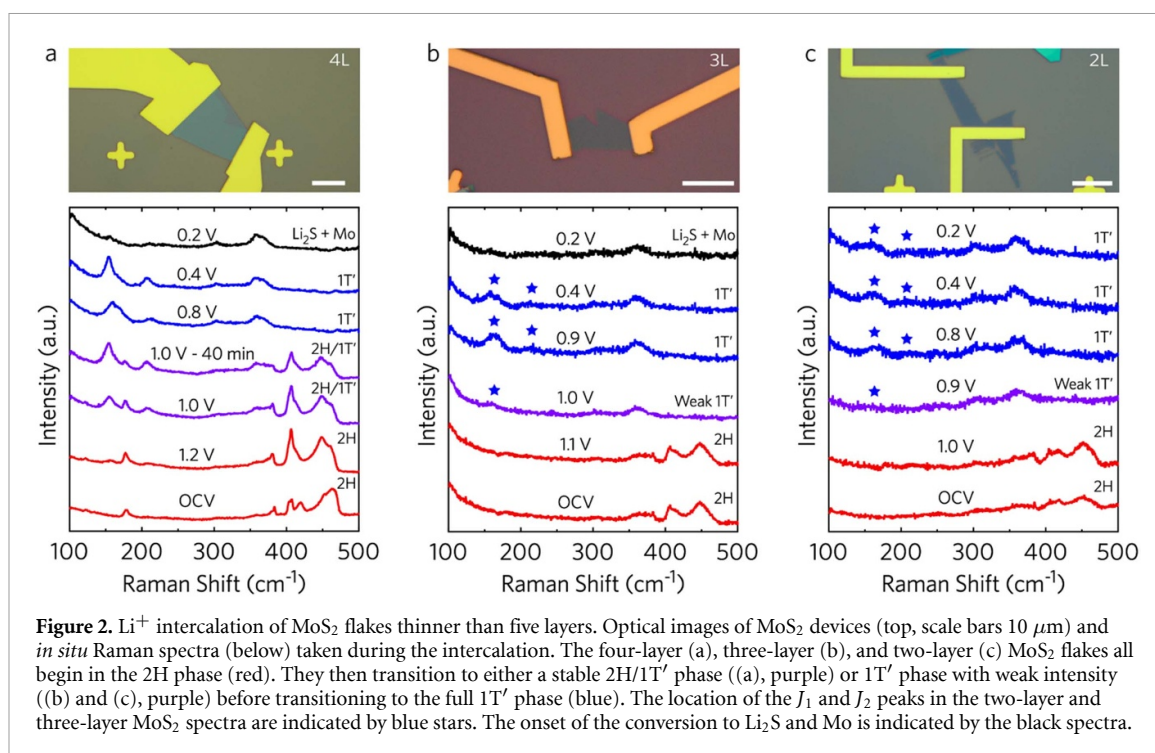 a
4L
b
3L
c
2L
Intensity (a.u.)
0.2 V
Li₂S + Mo
0.4 V
1T′
0.8 V
1T′
1.0 V - 40 min
2H/1T′
1.0 V
2H/1T′
1.2 V
2H
OCV
2H
100 200 300 400 500
Raman Shift (cm⁻¹)
Intensity (a.u.)
0.2 V
Li₂S + Mo
0.4 V
1T′
0.9 V
1T′
1.0 V
Weak 1T′
1.1 V
2H
OCV
2H
100 200 300 400 500
Raman Shift (cm⁻¹)
Intensity (a.u.)
0.2 V
1T′
0.4 V
1T′
0.8 V
1T′
0.9 V
Weak 1T′
1.0 V
2H
OCV
2H
100 200 300 400 500
Raman Shift (cm⁻¹)
Figure 2. Li⁺ intercalation of MoS₂ flakes thinner than five layers. Optical images of MoS₂ devices (top, scale bars 10 μm) and
in situ Raman spectra (below) taken during the intercalation. The four-layer (a), three-layer (b), and two-layer (c) MoS₂ flakes all
begin in the 2H phase (red). They then transition to either a stable 2H/1T′ phase ((a), purple) or 1T′ phase with weak intensity
((b) and (c), purple) before transitioning to the full 1T′ phase (blue). The location of the J₁ and J₂ peaks in the two-layer and
three-layer MoS₂ spectra are indicated by blue stars. The onset of the conversion to Li₂S and Mo is indicated by the black spectra.